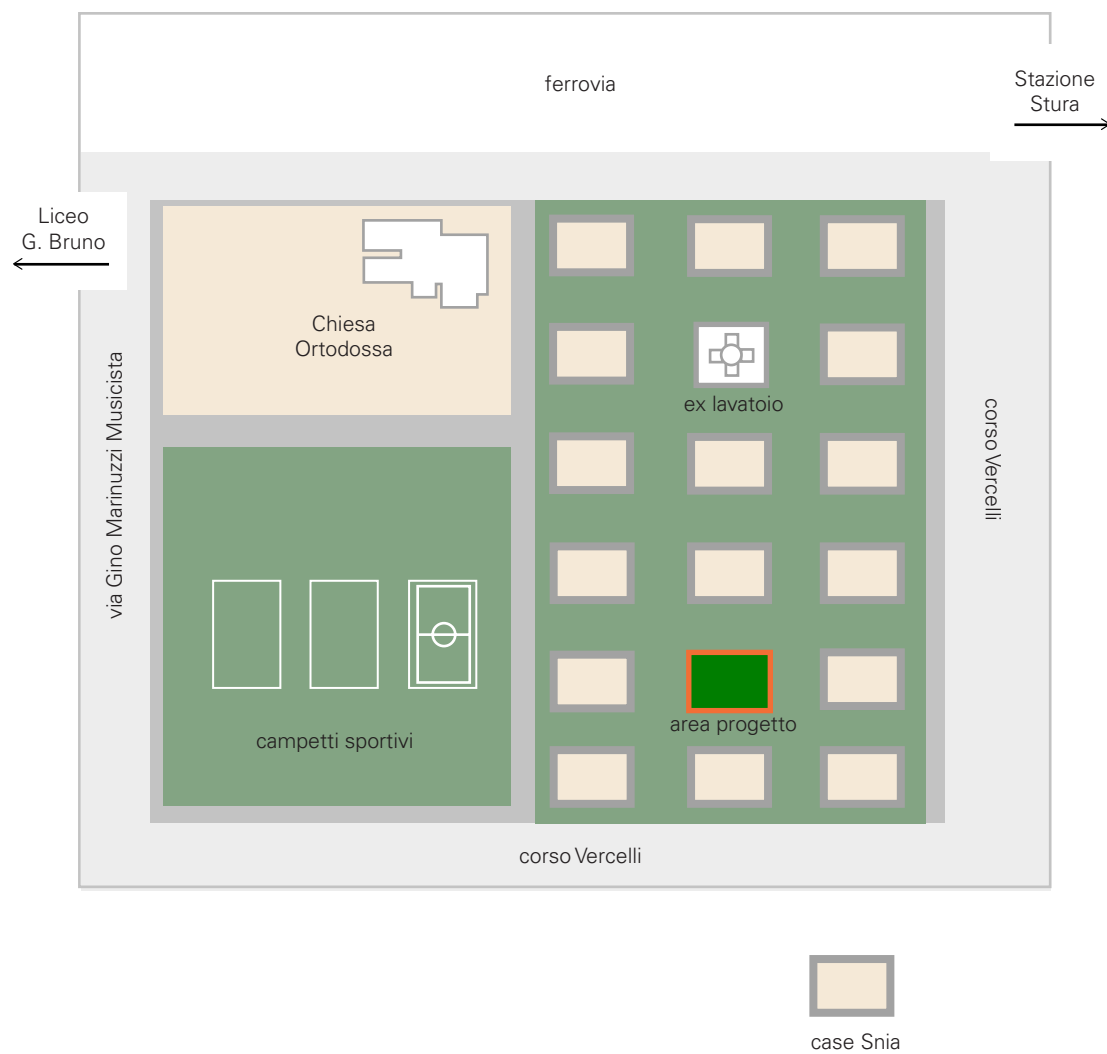 ferrovia
Stazione
Stura
Liceo
G. Bruno
Chiesa
Ortodossa
ex lavatoio
via Gino Marinuzzi Musicista
corso Vercelli
area progetto
campetti sportivi
corso Vercelli
case Snia